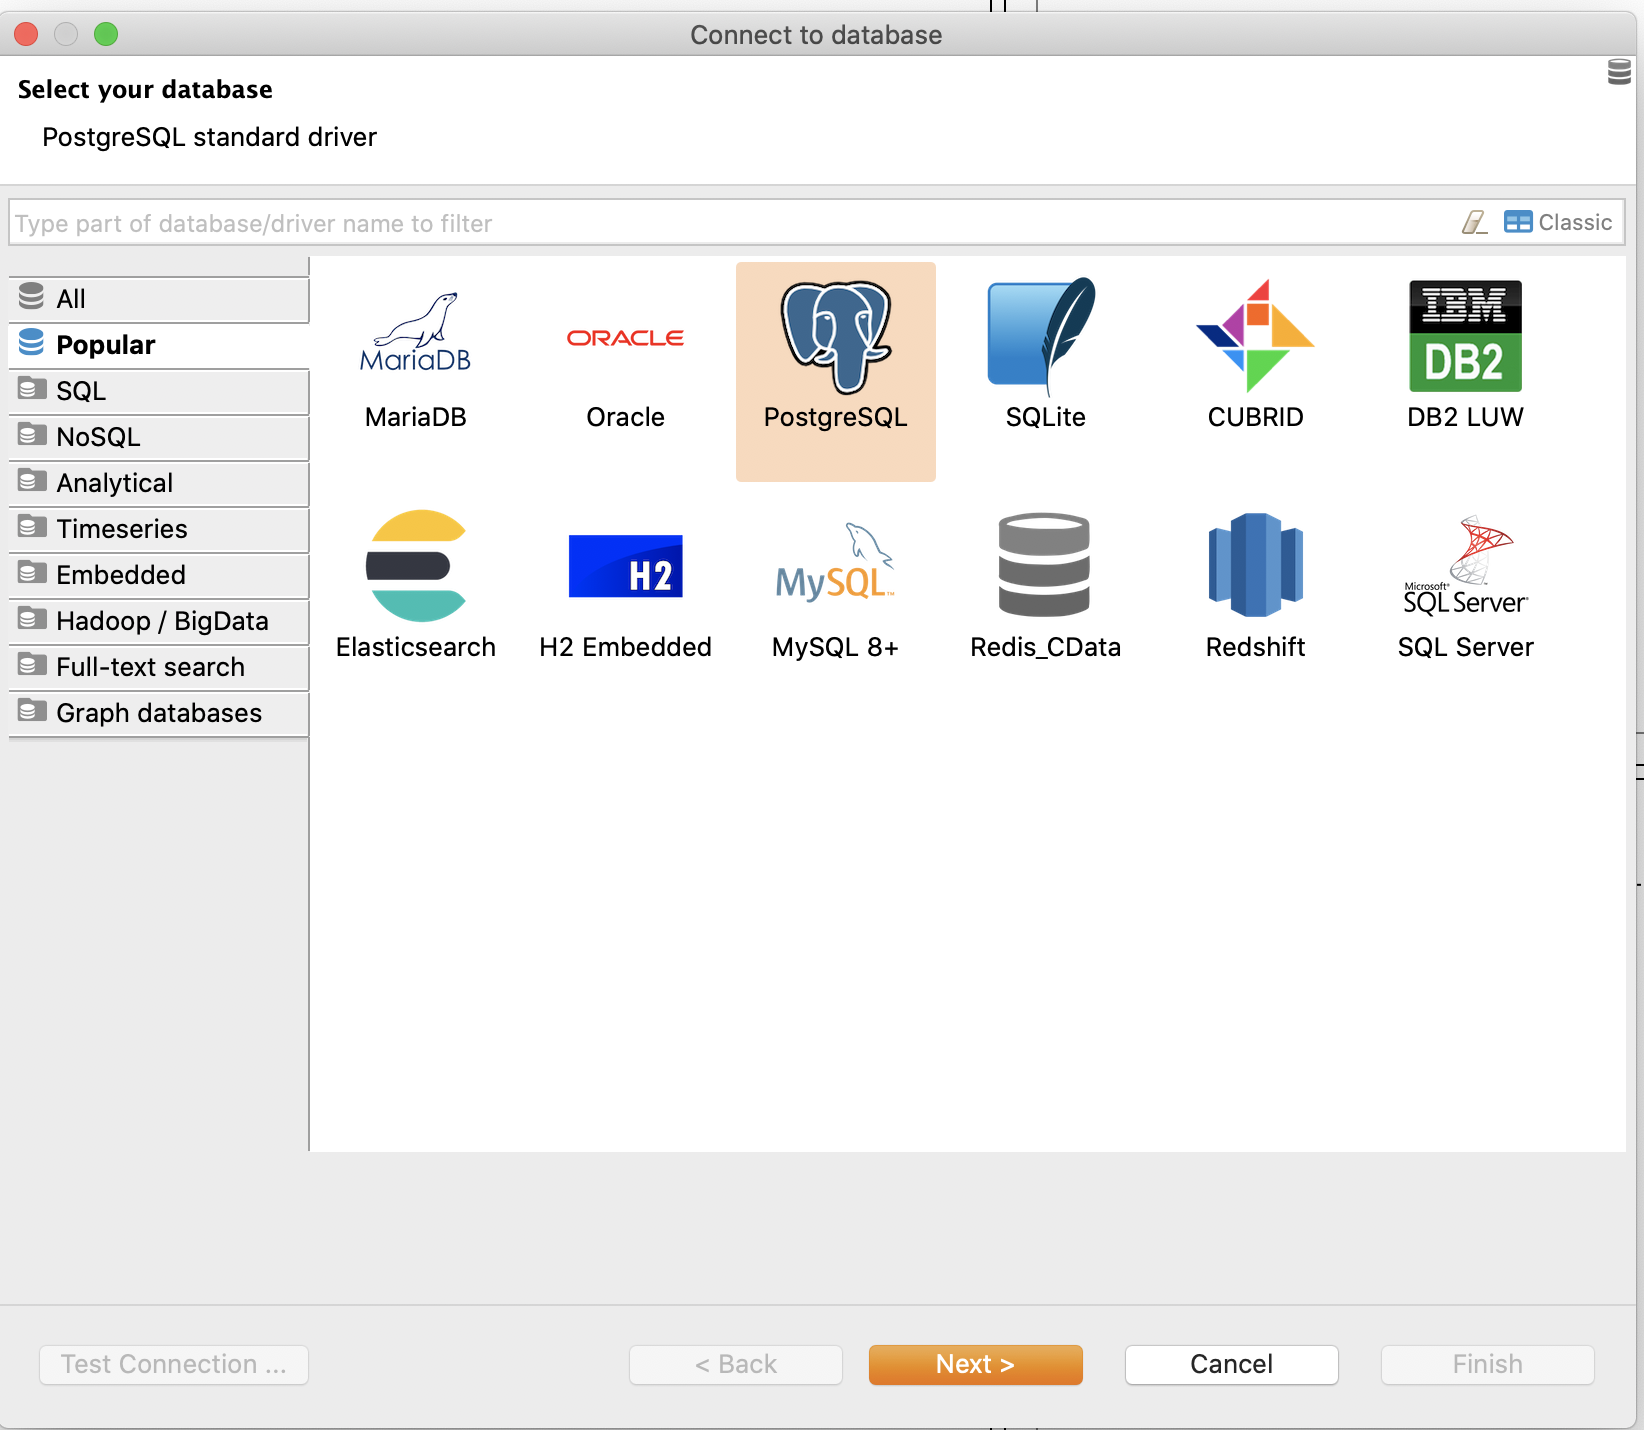 Connect to database
Select your database
PostgreSQL standard driver
Type part of database/driver name to filter
Classic
All
Popular
SQL
NoSQL
Analytical
Timeseries
Embedded
Hadoop / BigData
Full-text search
Graph databases
MariaDB
ORACLE
IBM
DB2
MariaDB
Oracle
PostgreSQL
SQLite
CUBRID
DB2 LUW
H2
MySQL™
Microsoft®
SQL Server®
Elasticsearch
H2 Embedded
MySQL 8+
Redis_CData
Redshift
SQL Server
Test Connection ...
< Back
Next >
Cancel
Finish